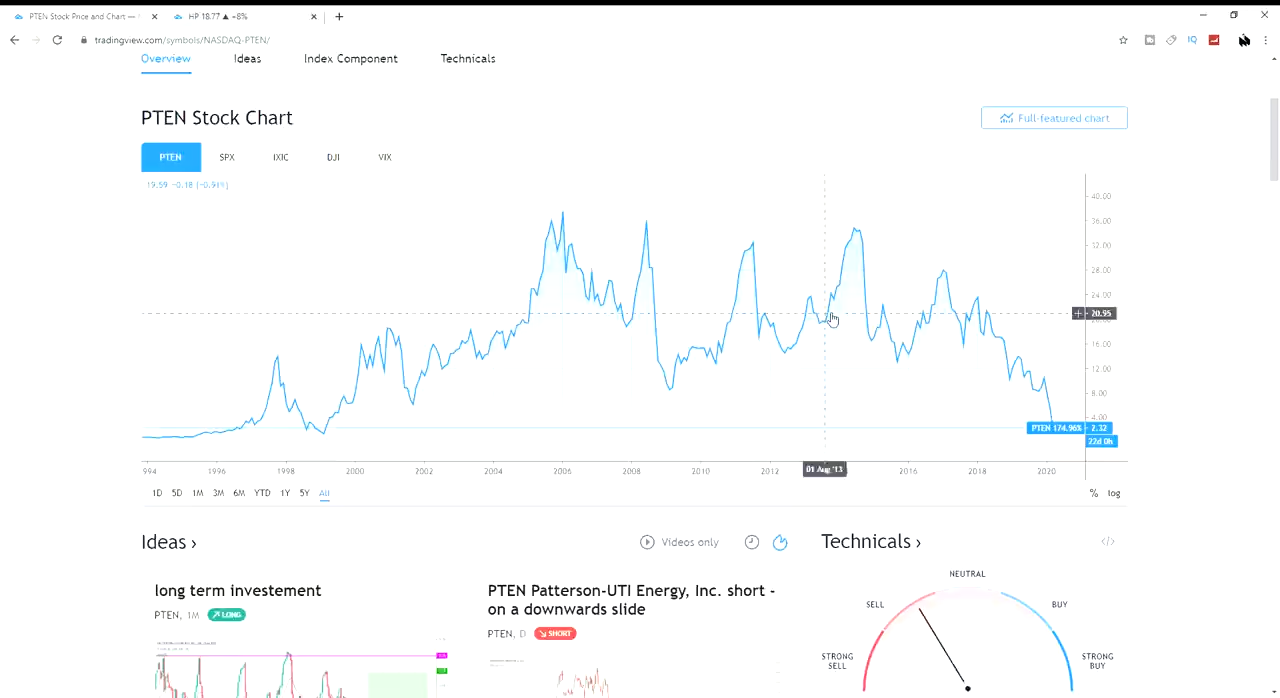 PTEN Stock Price and Chart —
HP 18.77 ▲ +8%
tradingview.com/symbols/NASDAQ-PTEN/
IQ
Overview Ideas Index Component Technicals
PTEN Stock Chart
Full-featured chart
PTEN SPX IXIC DJI VIX
19.59 −0.18 (−0.91%)
40.00
36.00
32.00
28.00
24.00
20.95
16.00
12.00
8.00
4.00
PTEN 174.96% 2.32
22d 0h
994 1996 1998 2000 2002 2004 2006 2008 2010 2012 01 Aug '13 2016 2018 2020
1D 5D 1M 3M 6M YTD 1Y 5Y All % log
Ideas ›
Videos only
Technicals ›
</>
long term investement
PTEN, 1M LONG
PTEN Patterson-UTI Energy, Inc. short -
on a downwards slide
PTEN, D SHORT
NEUTRAL
SELL BUY
STRONG
SELL
STRONG
BUY